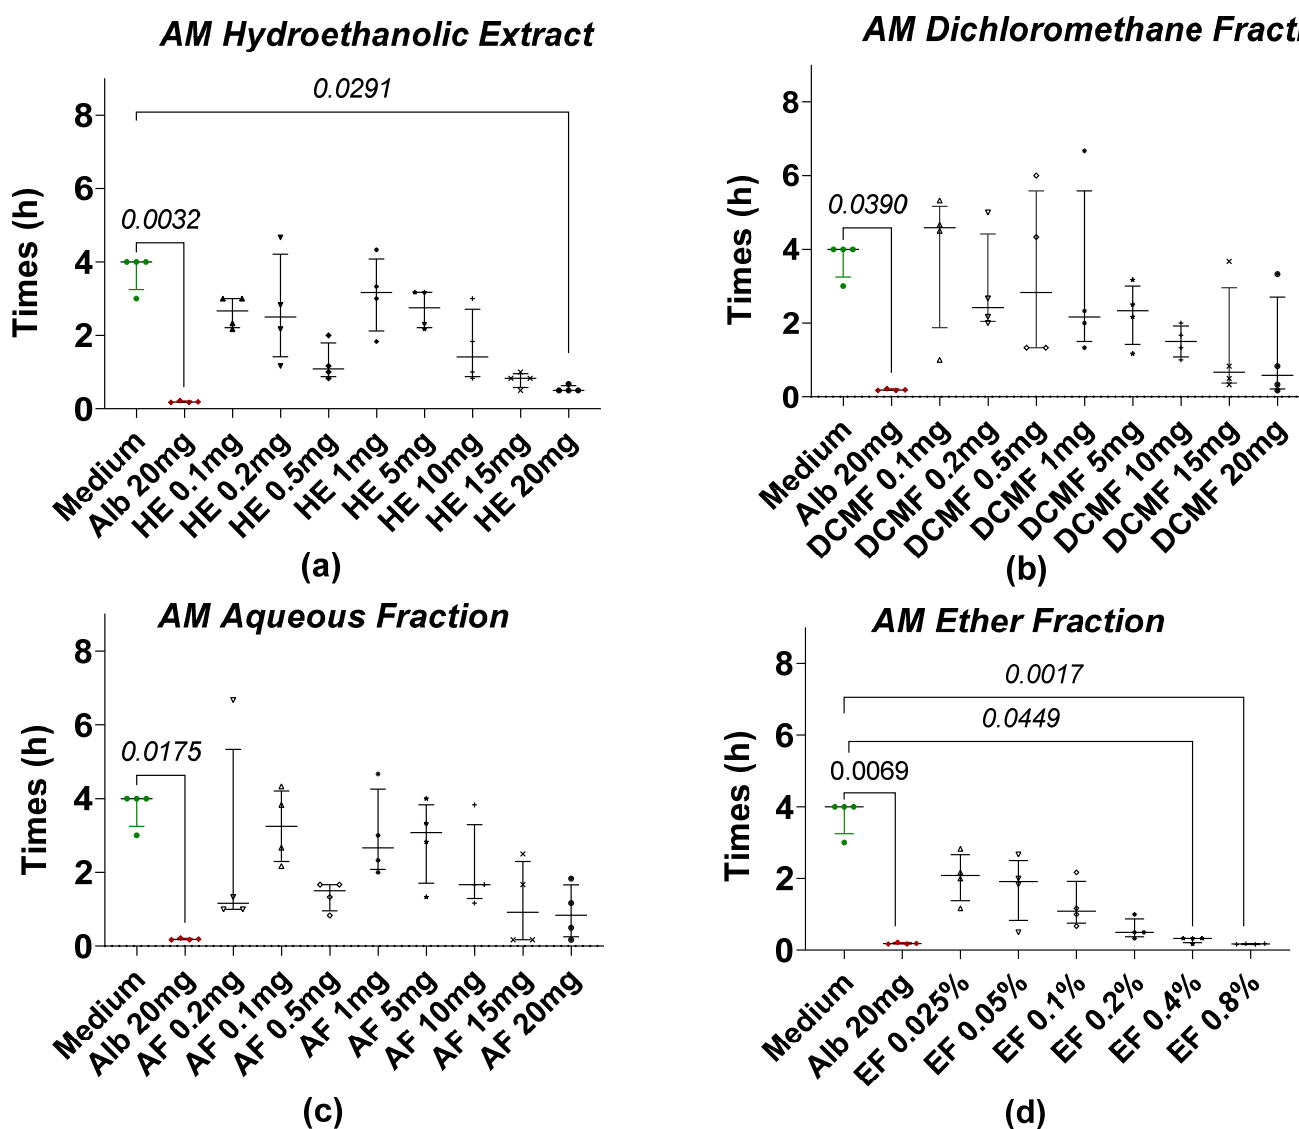 AM Hydroethanolic Extract
0.0291
0.0032
Times (h)
8
6
4
2
0
Medium
Alb 20mg
HE 0.1mg
HE 0.2mg
HE 0.5mg
HE 1mg
HE 5mg
HE 10mg
HE 15mg
HE 20mg
(a)
AM Dichloromethane Fracti
0.0390
Times (h)
8
6
4
2
0
Medium
Alb 20mg
DCMF 0.1mg
DCMF 0.2mg
DCMF 0.5mg
DCMF 1mg
DCMF 5mg
DCMF 10mg
DCMF 15mg
DCMF 20mg
(b)
AM Aqueous Fraction
0.0175
Times (h)
8
6
4
2
0
Medium
Alb 20mg
AF 0.2mg
AF 0.1mg
AF 0.5mg
AF 1mg
AF 5mg
AF 10mg
AF 15mg
AF 20mg
(c)
AM Ether Fraction
0.0017
0.0449
0.0069
Times (h)
8
6
4
2
0
Medium
Alb 20mg
EF 0.025%
EF 0.05%
EF 0.1%
EF 0.2%
EF 0.4%
EF 0.8%
(d)